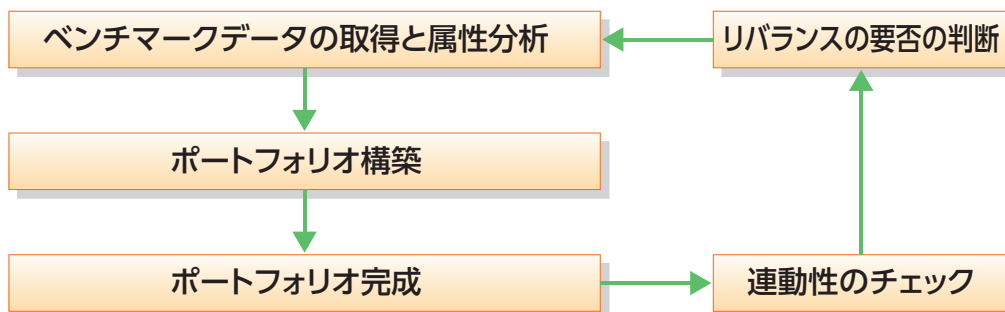 ベンチマークデータの取得と属性分析
リバランスの要否の判断
ポートフォリオ構築
ポートフォリオ完成
連動性のチェック